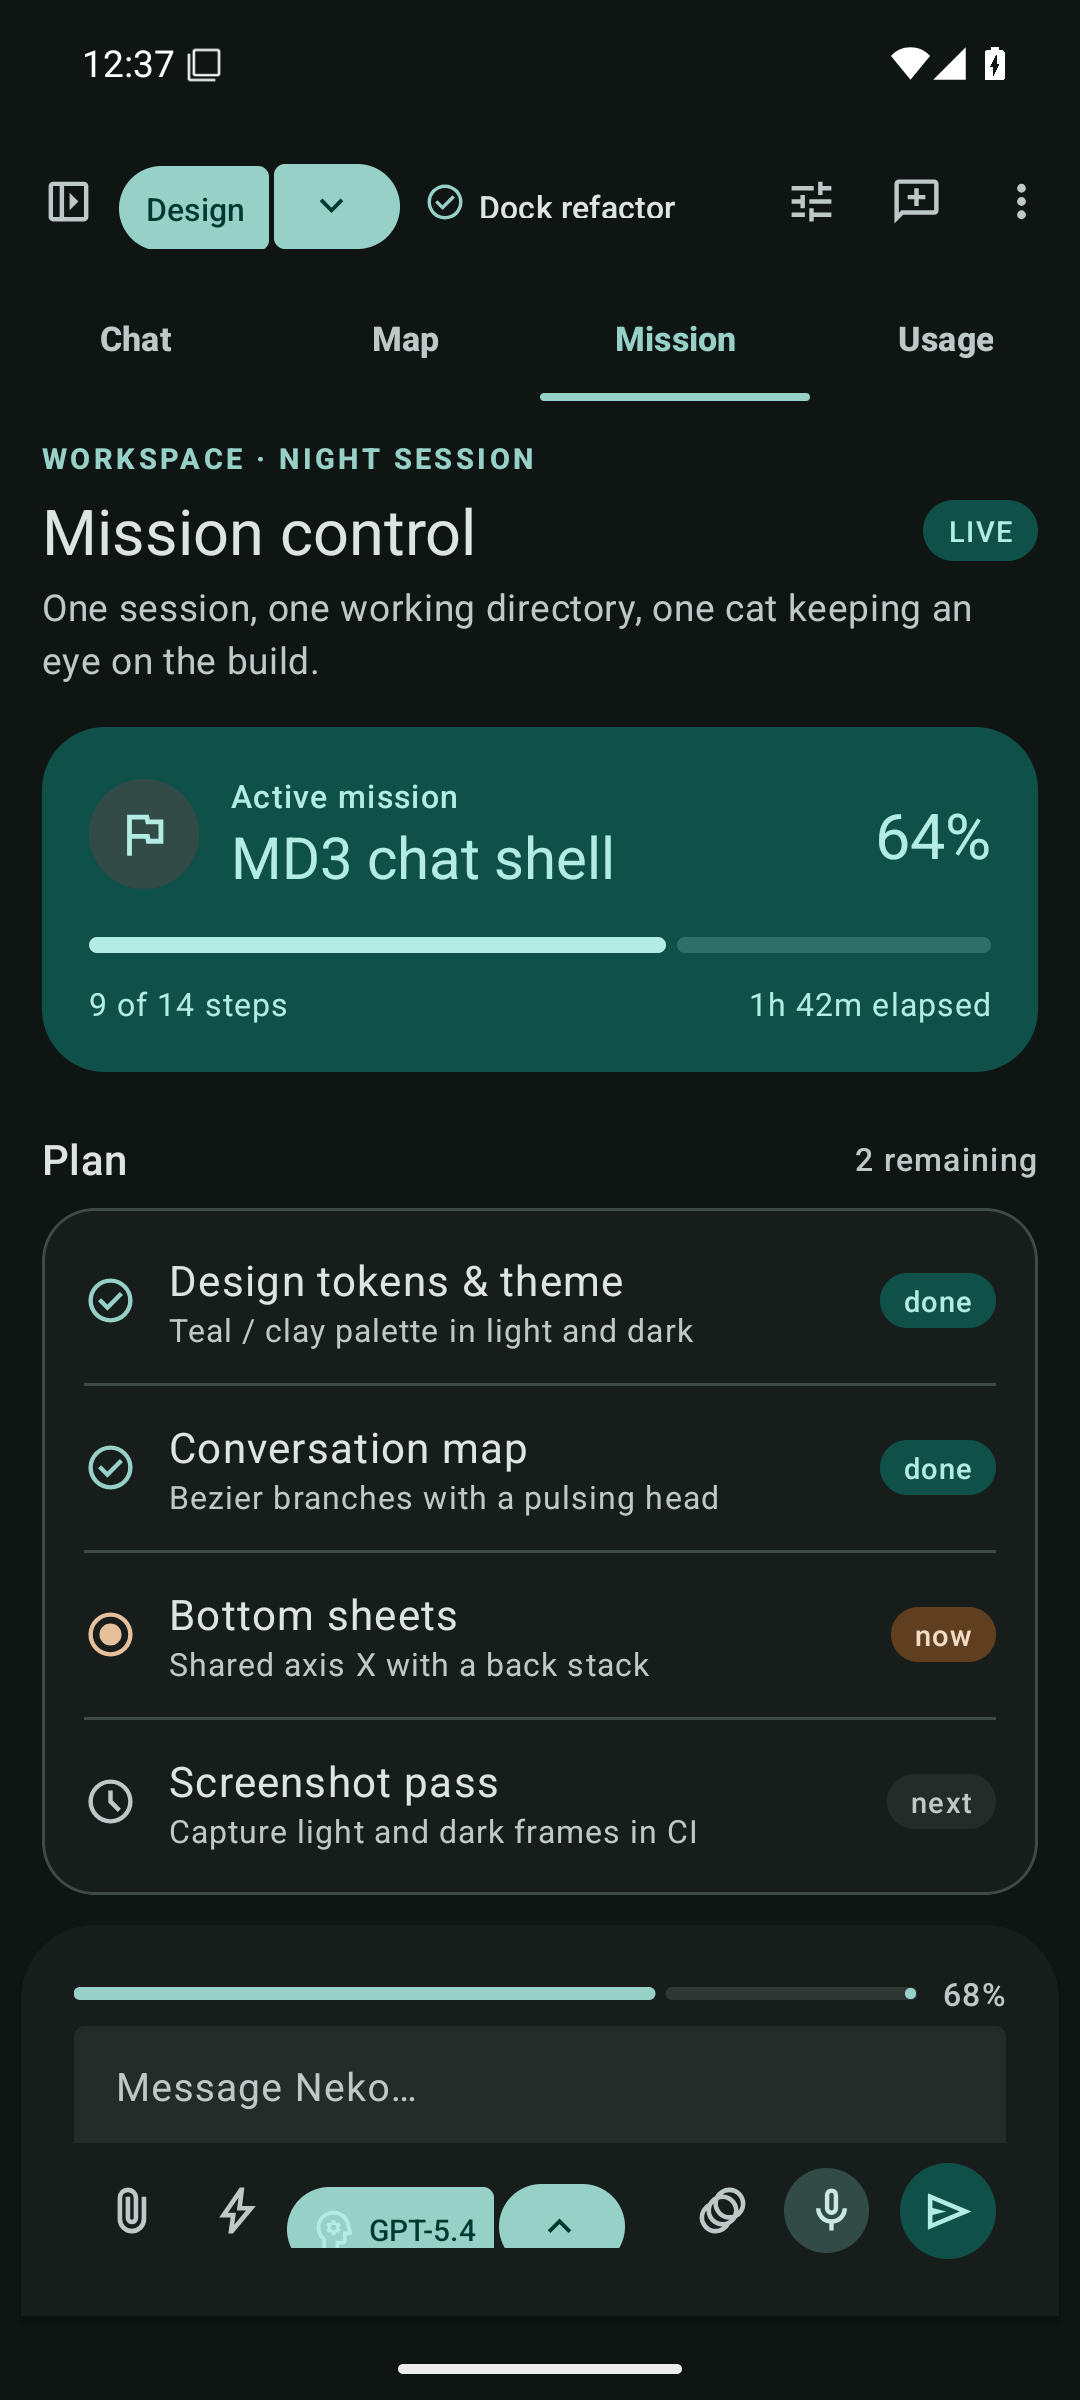 12:37
Design
Dock refactor
Chat
Map
Mission
Usage
WORKSPACE · NIGHT SESSION
Mission control
LIVE
One session, one working directory, one cat keeping an
eye on the build.
Active mission
MD3 chat shell
64%
9 of 14 steps
1h 42m elapsed
Plan
2 remaining
Design tokens & theme
Teal / clay palette in light and dark
done
Conversation map
Bezier branches with a pulsing head
done
Bottom sheets
Shared axis X with a back stack
now
Screenshot pass
Capture light and dark frames in CI
next
68%
Message Neko…
GPT-5.4